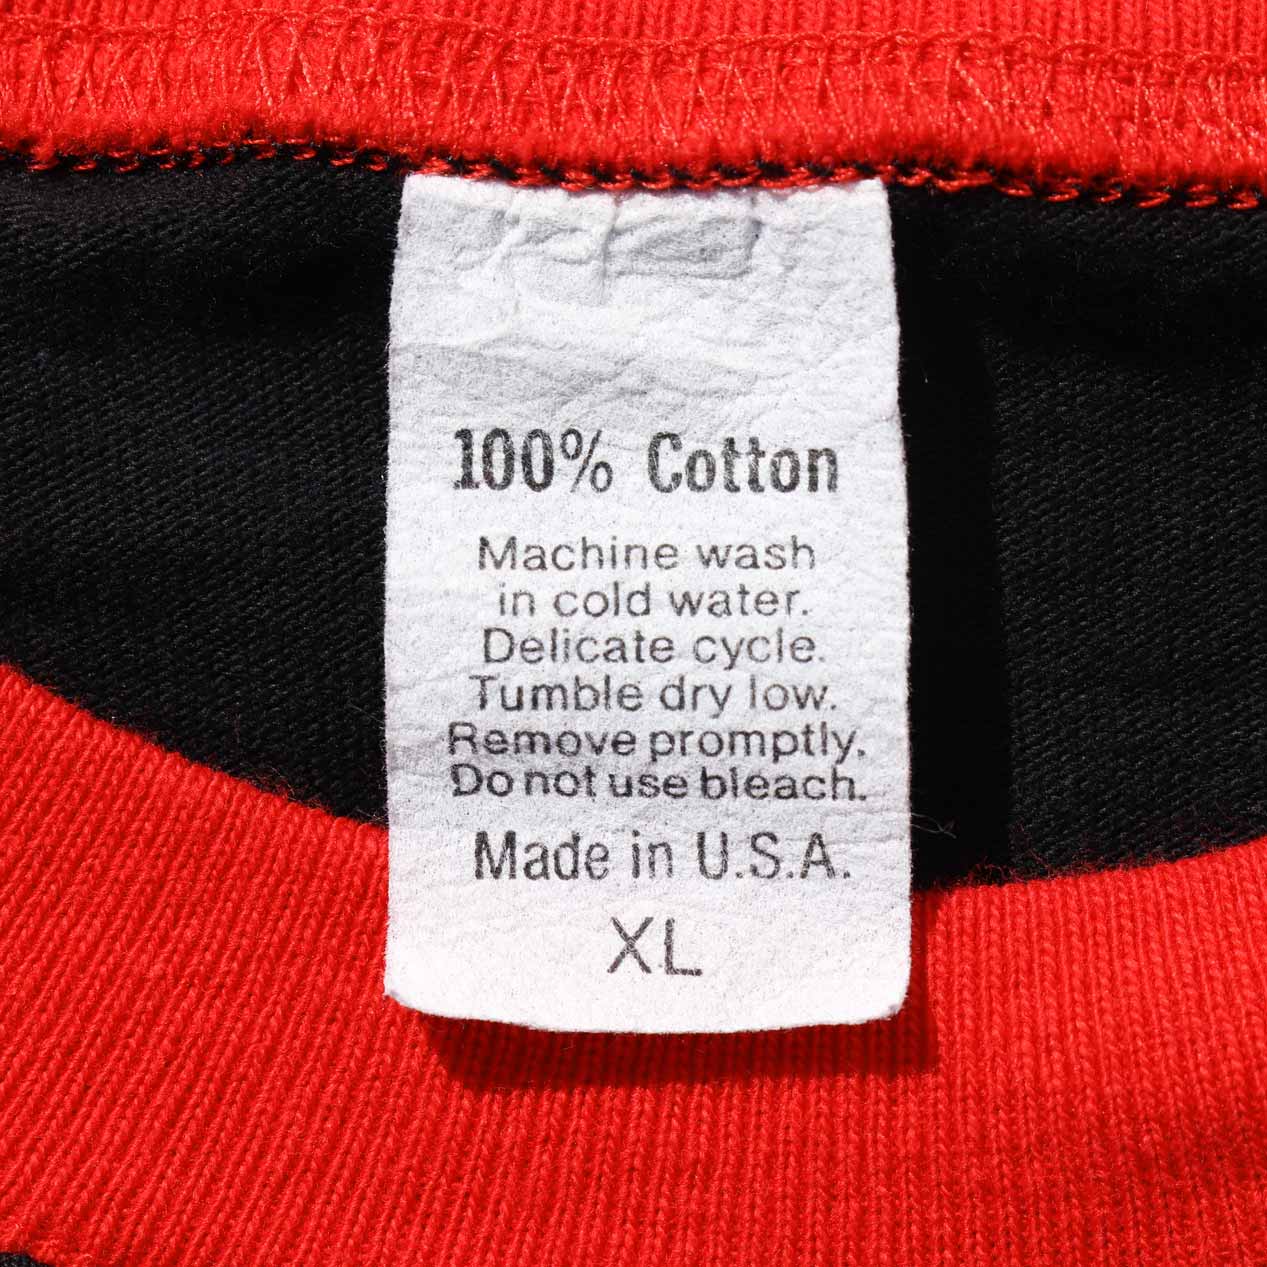 100% Cotton
Machine wash
in cold water.
Delicate cycle.
Tumble dry low.
Remove promptly.
Do not use bleach.
Made in U.S.A.
XL